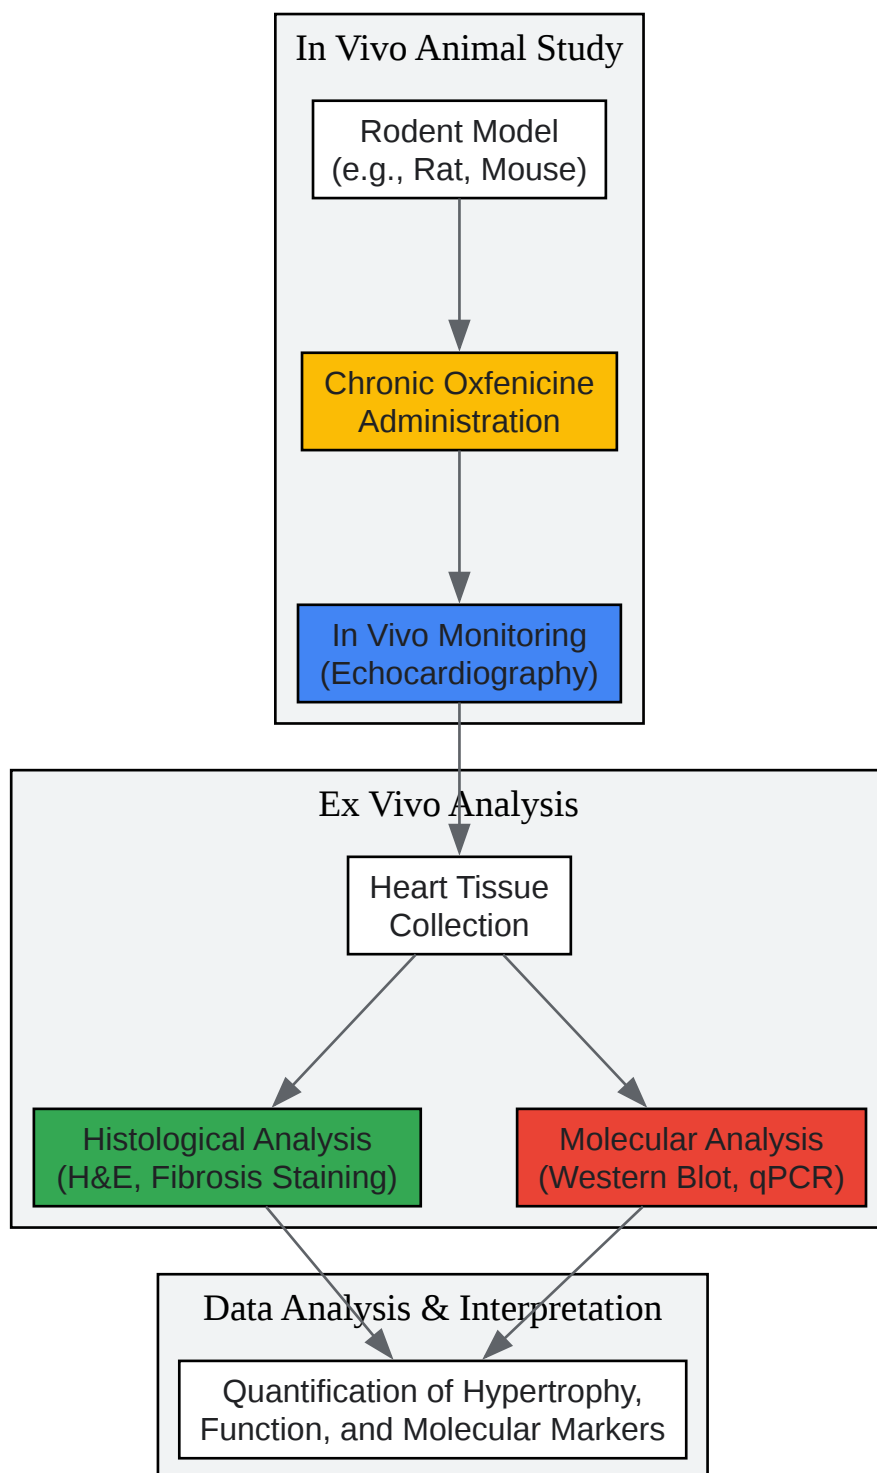 In Vivo Animal Study
Rodent Model
(e.g., Rat, Mouse)
Chronic Oxfenicine
Administration
In Vivo Monitoring
(Echocardiography)
Ex Vivo Analysis
Heart Tissue
Collection
Histological Analysis
(H&E, Fibrosis Staining)
Molecular Analysis
(Western Blot, qPCR)
Data Analysis & Interpretation
Quantification of Hypertrophy,
Function, and Molecular Markers